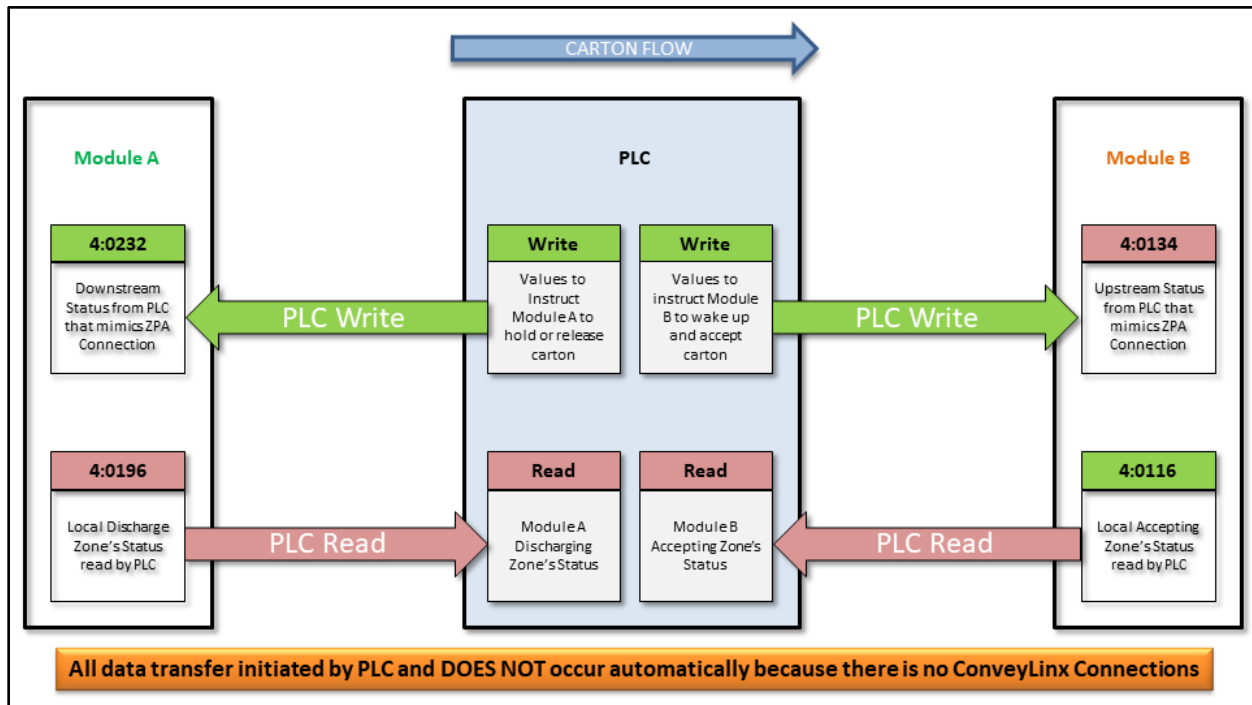 CARTON FLOW
Module A
4:0232
Downstream
Status from PLC
that mimics ZPA
Connection
4:0196
Local Discharge
Zone's Status
read by PLC
PLC Write
PLC Read
PLC
Write
Values to
Instruct
Module A to
hold or release
carton
Write
Values to
instruct Module
B to wake up
and accept
carton
Read
Module A
Discharging
Zone's Status
Read
Module B
Accepting Zone's
Status
PLC Write
PLC Read
Module B
4:0134
Upstream Status
from PLC that
mimics ZPA
Connection
4:0116
Local Accepting
Zone's Status
read by PLC
All data transfer initiated by PLC and DOES NOT occur automatically because there is no ConveyLinx Connections